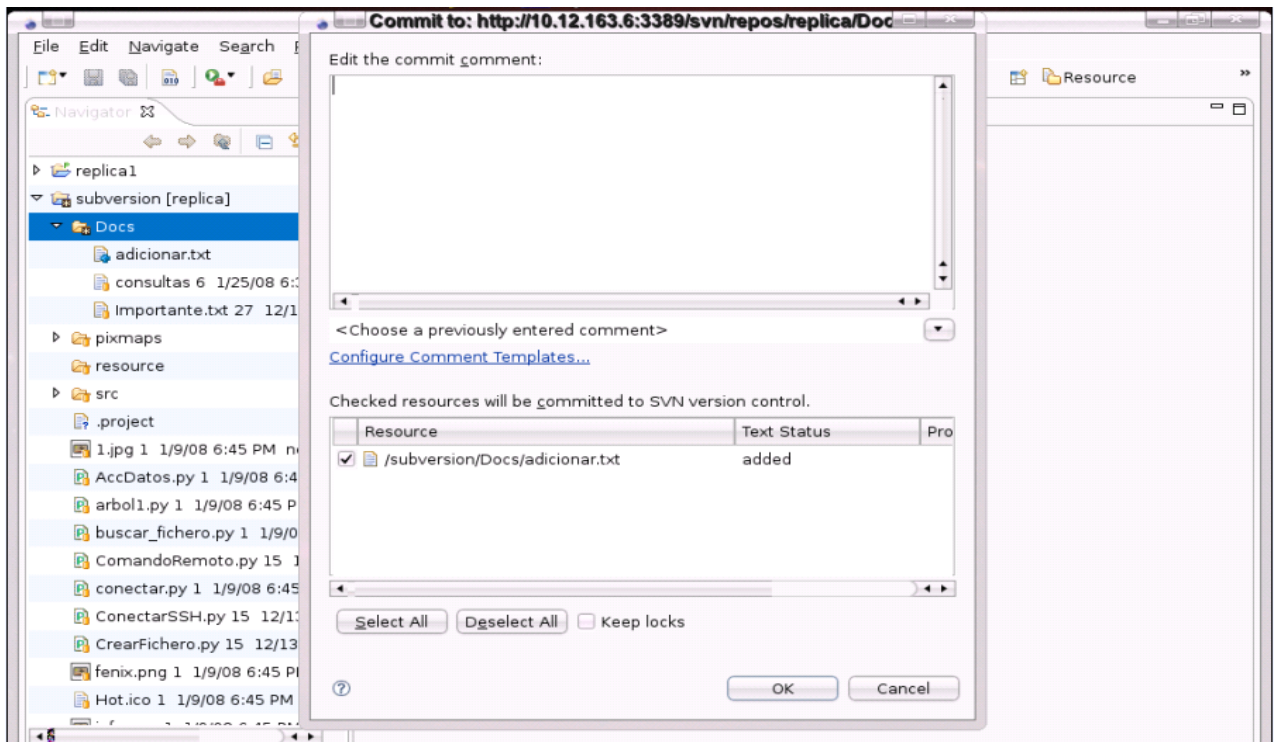 Commit to: http://10.12.163.6:3389/svn/repos/replica/Doc
File Edit Navigate Search
Resource
»
Navigator
replica1
subversion [replica]
Docs
adicionar.txt
consultas 6 1/25/08 6:
Importante.txt 27 12/1
pixmaps
resource
src
.project
1.jpg 1 1/9/08 6:45 PM
AccDatos.py 1 1/9/08 6:4
arbol1.py 1 1/9/08 6:45 P
buscar_fichero.py 1 1/9/0
ComandoRemoto.py 15 1
conectar.py 1 1/9/08 6:45
ConectarSSH.py 15 12/1
CrearFichero.py 15 12/13
fenix.png 1 1/9/08 6:45 P
Hot.ico 1 1/9/08 6:45 PM
Edit the commit comment:
<Choose a previously entered comment>
Configure Comment Templates...
Checked resources will be committed to SVN version control.
Resource Text Status Pro
/subversion/Docs/adicionar.txt added
Select All Deselect All Keep locks
OK Cancel